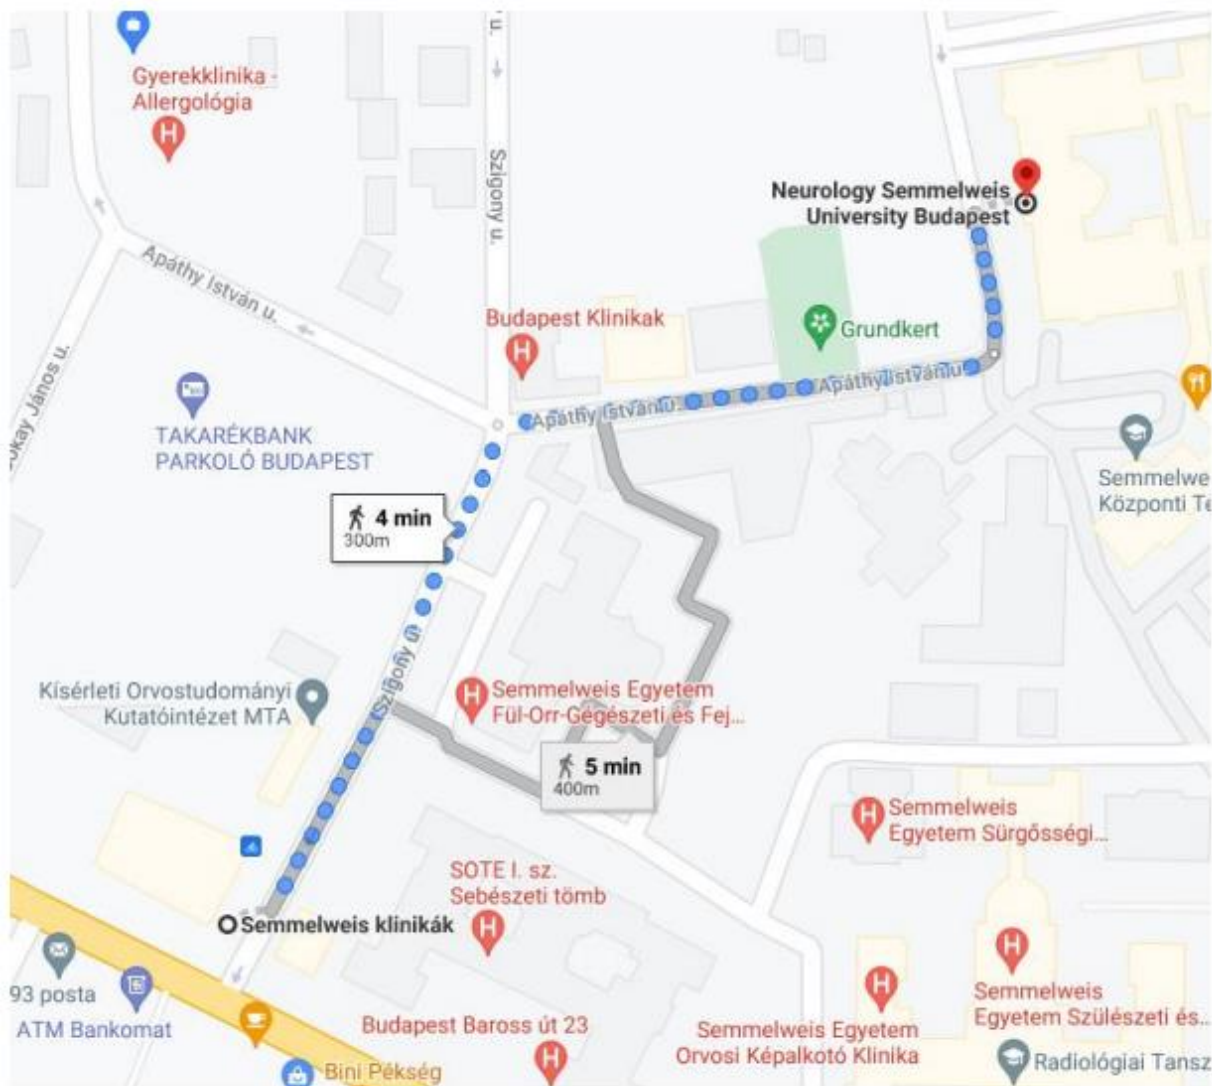 u.
Gyerekklinika -
Allergológia
Szigony u.
Neurology Semmelweis
University Budapest
Apáthy István u.
Budapest Klinikak
Grundkert
ókay János u.
Apáthy István u.
Apáthy István u.
TAKARÉKBANK
PARKOLÓ BUDAPEST
Semmelwe
Központi Te
4 min
300m
Szigony u.
Kísérleti Orvostudományi
Kutatóintézet MTA
Semmelweis Egyetem
Fül-Orr-Gégészeti és Fej...
5 min
400m
Semmelweis
Egyetem Sürgősségi...
SOTE I. sz.
Sebészeti tömb
Semmelweis klinikák
93 posta
ATM Bankomat
Budapest Baross út 23
Semmelweis Egyetem
Orvosi Képalkotó Klinika
Semmelweis
Egyetem Szülészeti és...
Radiológiai Tansz
Bini Pékség